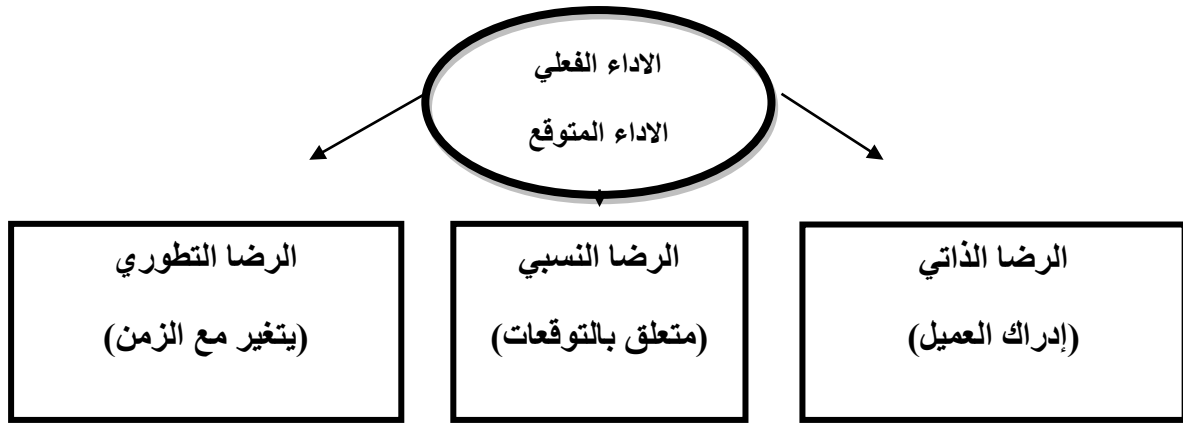 الاداء الفعلي
الاداء المتوقع
الرضا الذاتي
(إدراك العميل)
الرضا النسبي
(متعلق بالتوقعات)
الرضا التطوري
(يتغير مع الزمن)